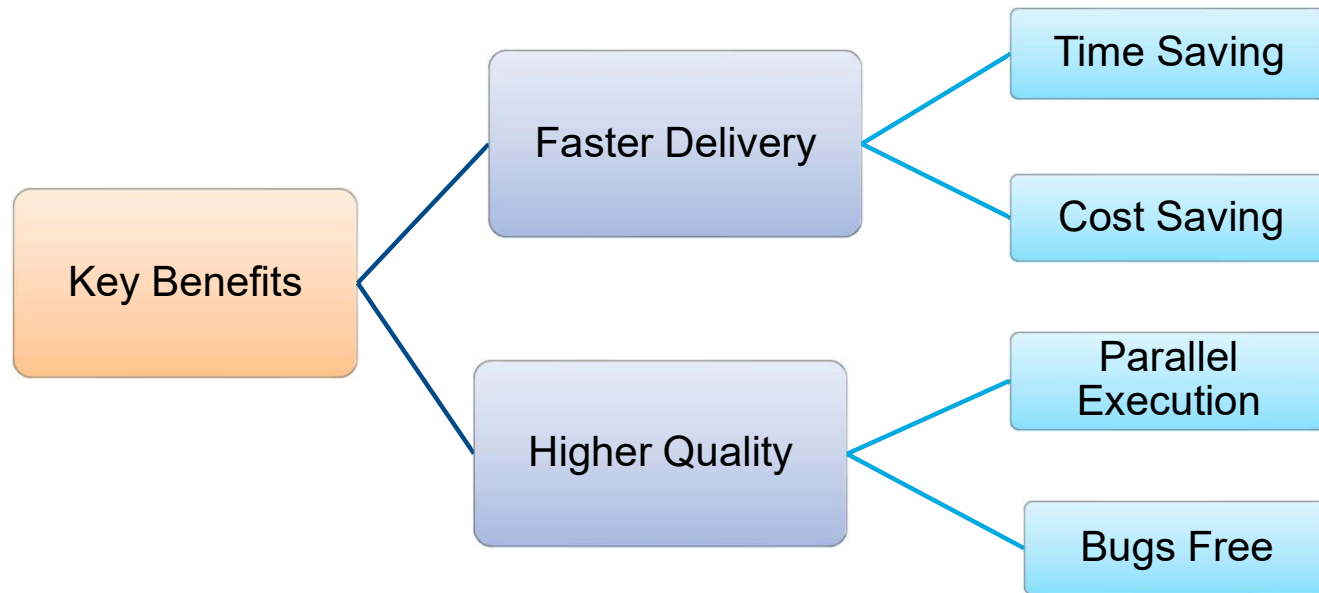 Key Benefits
Faster Delivery
Time Saving
Cost Saving
Higher Quality
Parallel
Execution
Bugs Free